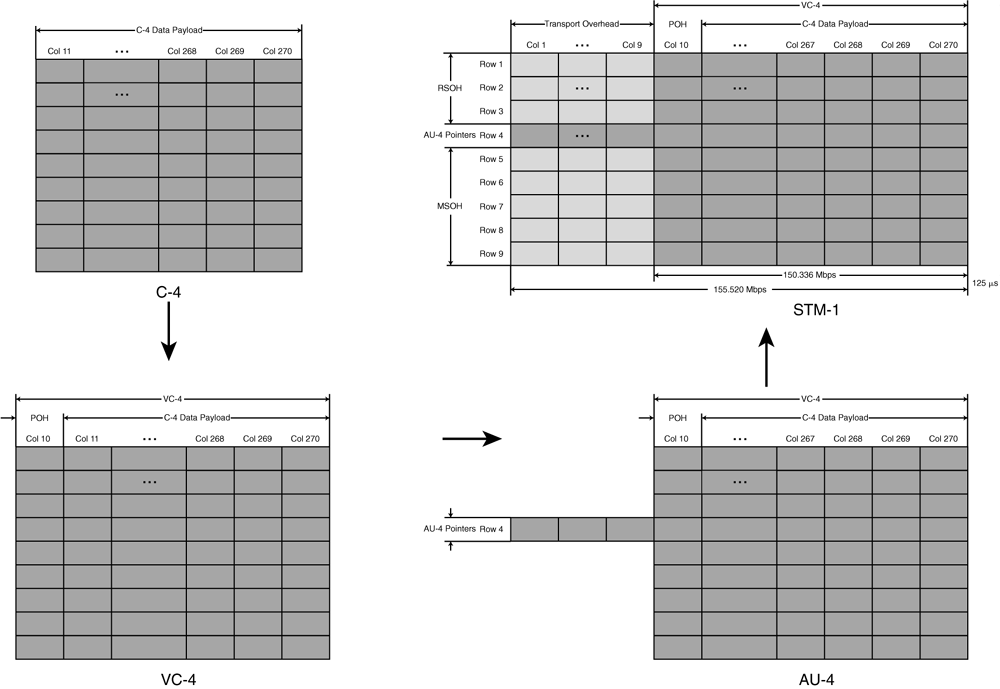 C-4 Data Payload
Col 11 ... Col 268 Col 269 Col 270
...
C-4
VC-4
Transport Overhead POH C-4 Data Payload
Col 1 ... Col 9 Col 10 ... Col 267 Col 268 Col 269 Col 270
Row 1
RSOH Row 2 ... ...
Row 3
AU-4 Pointers Row 4 ...
Row 5
Row 6
MSOH Row 7
Row 8
Row 9
150.336 Mbps
155.520 Mbps
125 µs
STM-1
VC-4
POH C-4 Data Payload
Col 10 Col 11 ... Col 268 Col 269 Col 270
...
VC-4
VC-4
POH C-4 Data Payload
Col 10 ... Col 267 Col 268 Col 269 Col 270
...
AU-4 Pointers Row 4
AU-4